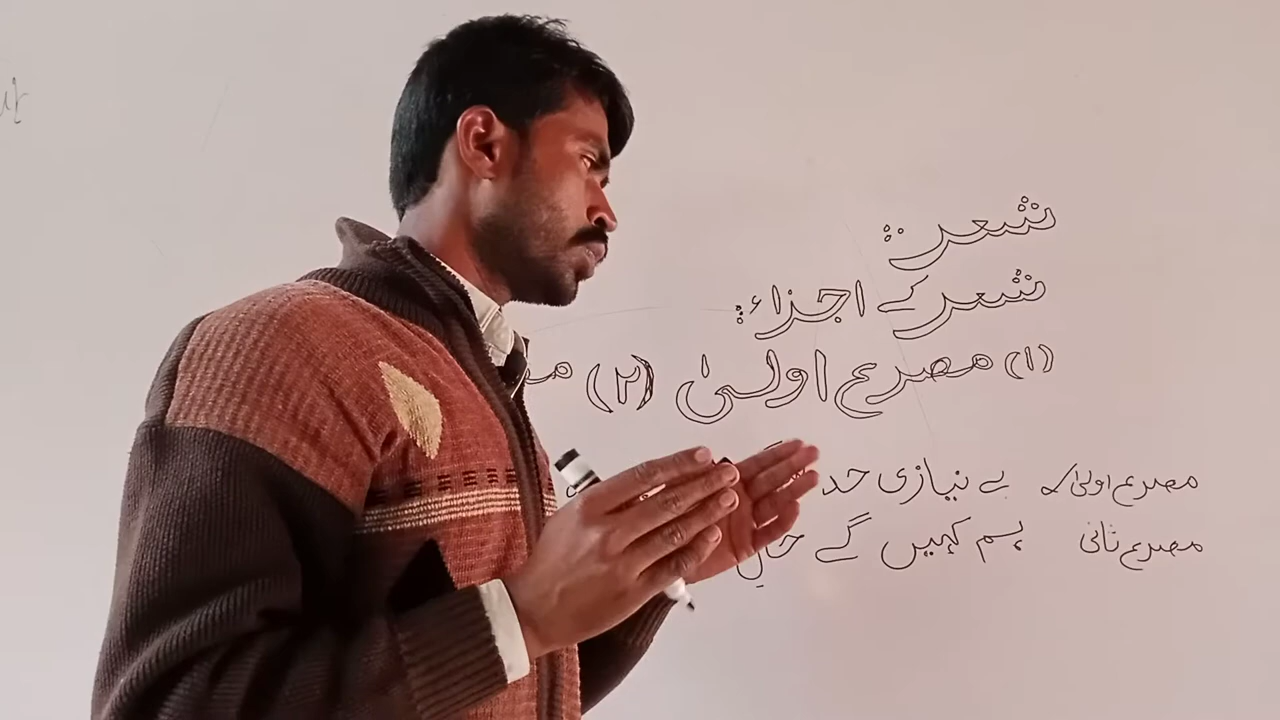 شعر:
شعر کے اجزاء:
(۱) مصرع اولیٰ (۲)
مصرع اولیٰ بے نیازی حد
مصرع ثانی ہم کہیں گے حالِ